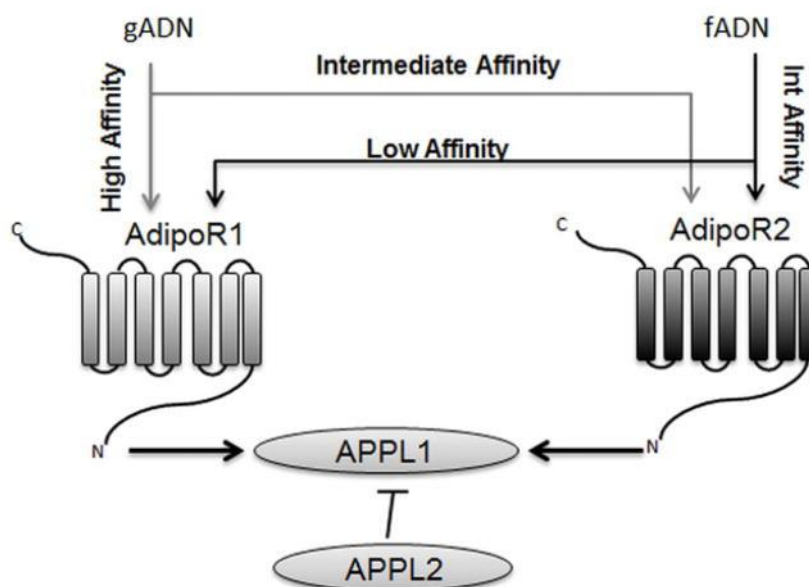 gADN
fADN
Intermediate Affinity
High Affinity
Low Affinity
Int Affinity
C
AdipoR1
C
AdipoR2
N
APPL1
N
APPL2